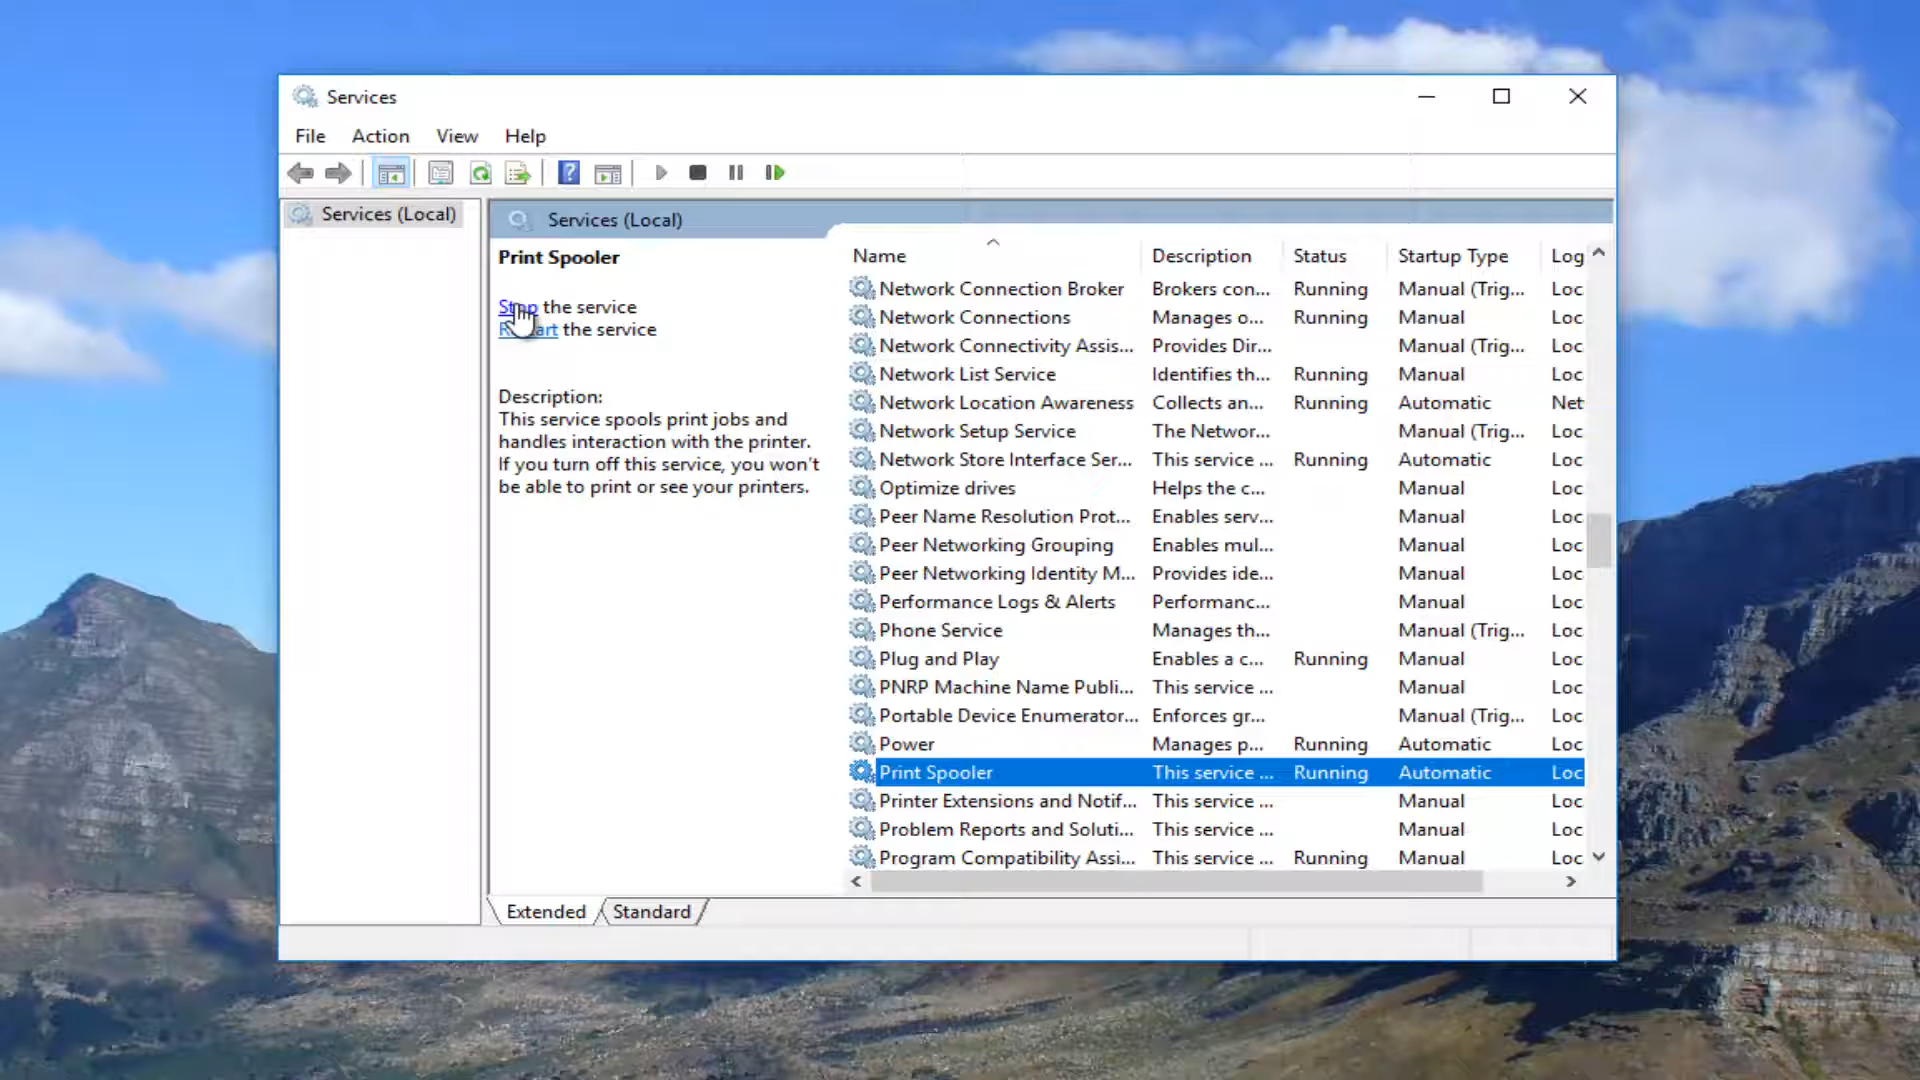 Services
File Action View Help
Services (Local)
Services (Local)
Print Spooler
Stop the service
Restart the service
Description:
This service spools print jobs and
handles interaction with the printer.
If you turn off this service, you won't
be able to print or see your printers.
Name Description Status Startup Type Log
Network Connection Broker Brokers con... Running Manual (Trig... Loc
Network Connections Manages o... Running Manual Loc
Network Connectivity Assis... Provides Dir... Manual (Trig... Loc
Network List Service Identifies th... Running Manual Loc
Network Location Awareness Collects an... Running Automatic Net
Network Setup Service The Networ... Manual (Trig... Loc
Network Store Interface Ser... This service ... Running Automatic Loc
Optimize drives Helps the c... Manual Loc
Peer Name Resolution Prot... Enables serv... Manual Loc
Peer Networking Grouping Enables mul... Manual Loc
Peer Networking Identity M... Provides ide... Manual Loc
Performance Logs & Alerts Performanc... Manual Loc
Phone Service Manages th... Manual (Trig... Loc
Plug and Play Enables a c... Running Manual Loc
PNRP Machine Name Publi... This service ... Manual Loc
Portable Device Enumerator... Enforces gr... Manual (Trig... Loc
Power Manages p... Running Automatic Loc
Print Spooler This service ... Running Automatic Loc
Printer Extensions and Notif... This service ... Manual Loc
Problem Reports and Soluti... This service ... Manual Loc
Program Compatibility Assi... This service ... Running Manual Loc
Extended Standard